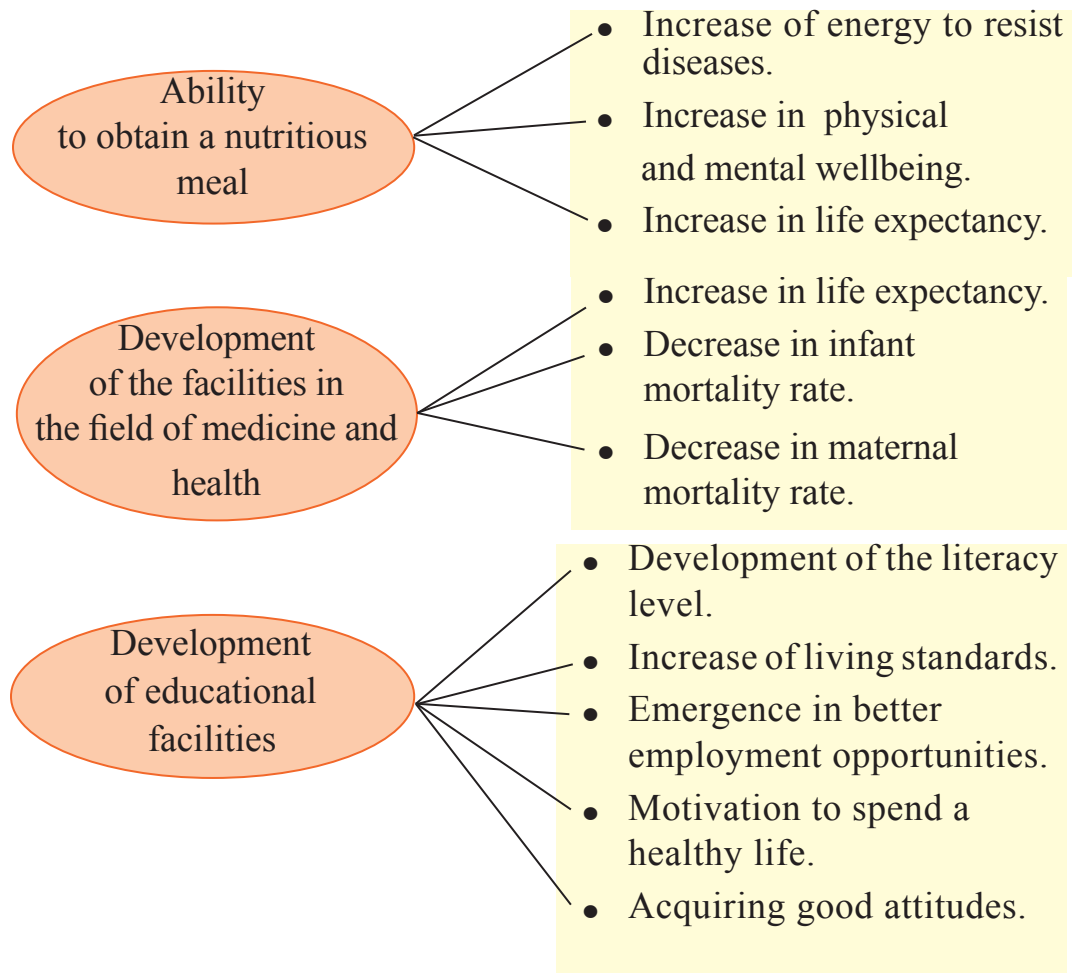 Ability
to obtain a nutritious
meal
• Increase of energy to resist
diseases.
• Increase in physical
and mental wellbeing.
• Increase in life expectancy.
Development
of the facilities in
the field of medicine and
health
• Increase in life expectancy.
• Decrease in infant
mortality rate.
• Decrease in maternal
mortality rate.
Development
of educational
facilities
• Development of the literacy
level.
• Increase of living standards.
• Emergence in better
employment opportunities.
• Motivation to spend a
healthy life.
• Acquiring good attitudes.